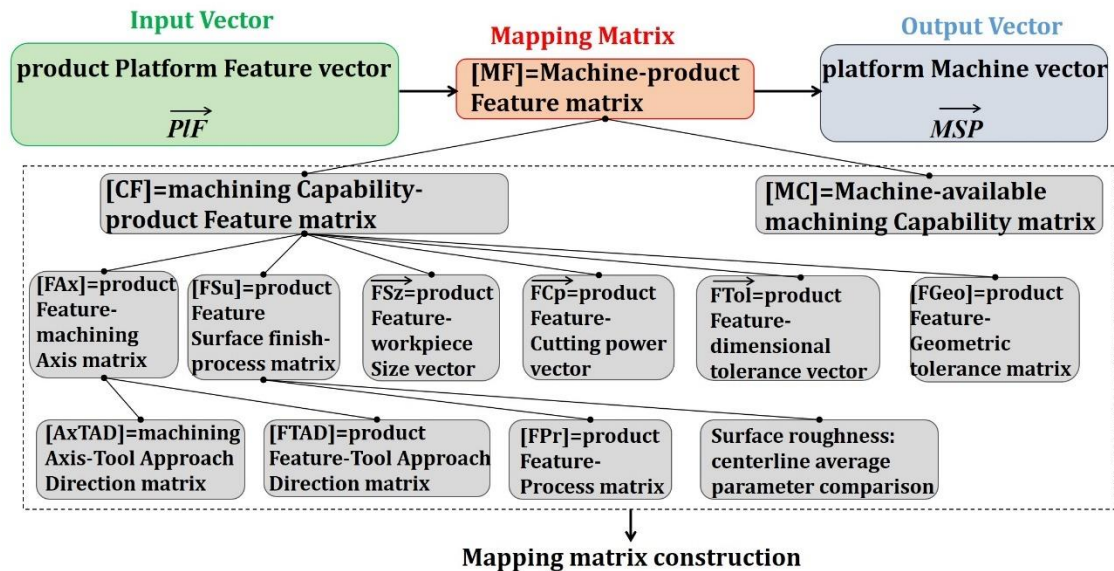 Input Vector
Mapping Matrix
Output Vector
product Platform Feature vector
PlF
[MF]=Machine-product
Feature matrix
platform Machine vector
MSP
[CF]=machining Capability-
product Feature matrix
[MC]=Machine-available
machining Capability matrix
[FAx]=product
Feature-
machining
Axis matrix
[FSu]=product
Feature
Surface finish-
process matrix
FSz=product
Feature-
workpiece
Size vector
FCp=product
Feature-
Cutting power
vector
FTol=product
Feature-
dimensional
tolerance vector
[FGeo]=product
Feature-
Geometric
tolerance matrix
[AxTAD]=machining
Axis-Tool Approach
Direction matrix
[FTAD]=product
Feature-Tool Approach
Direction matrix
[FPr]=product
Feature-
Process matrix
Surface roughness:
centerline average
parameter comparison
Mapping matrix construction